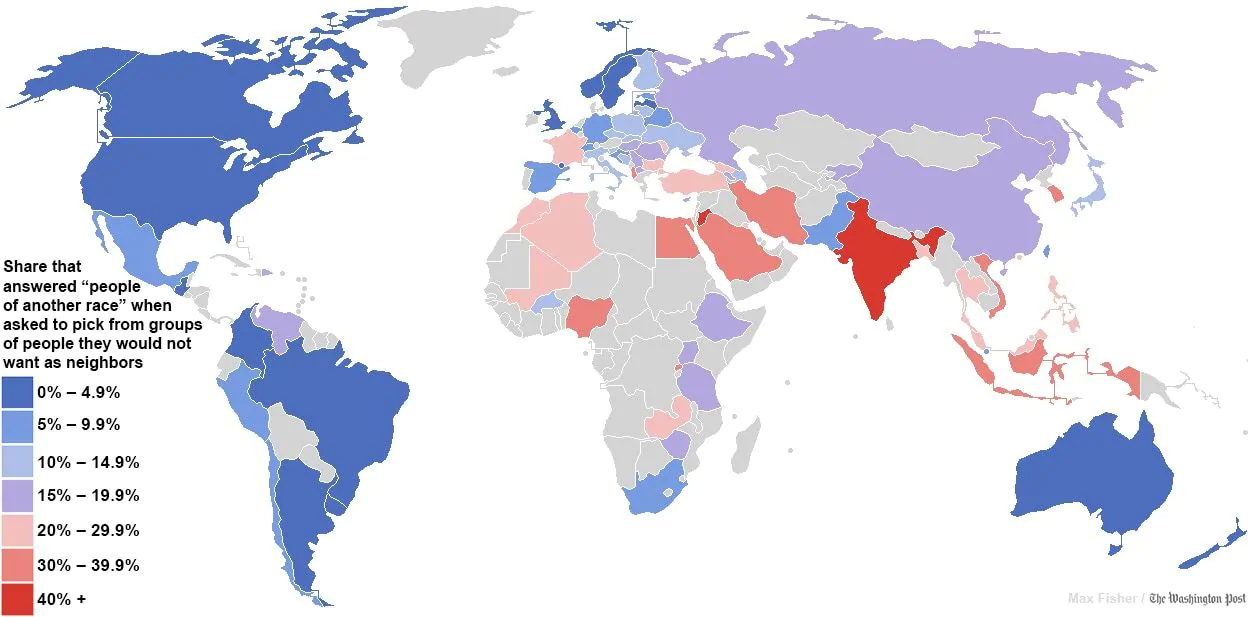 Share that
answered “people
of another race” when
asked to pick from groups
of people they would not
want as neighbors
0% – 4.9%
5% – 9.9%
10% – 14.9%
15% – 19.9%
20% – 29.9%
30% – 39.9%
40% +
Max Fisher / The Washington Post